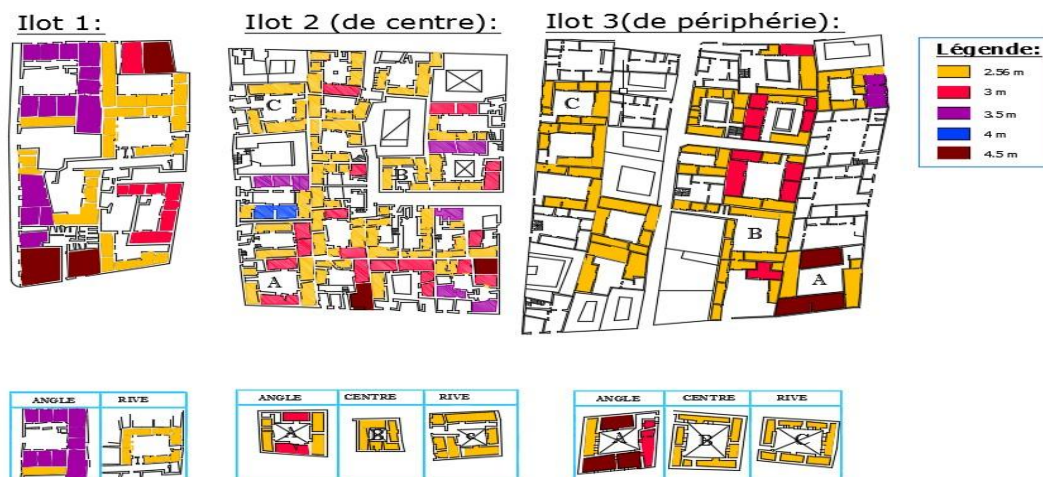 Ilot 1:
Ilot 2 (de centre):
Ilot 3(de périphérie):
Légende:
2.56 m
3 m
3.5 m
4 m
4.5 m
A
C
B
A
C
B
A
ANGLE RIVE
ANGLE CENTRE RIVE
A B C
ANGLE CENTRE RIVE
A B C